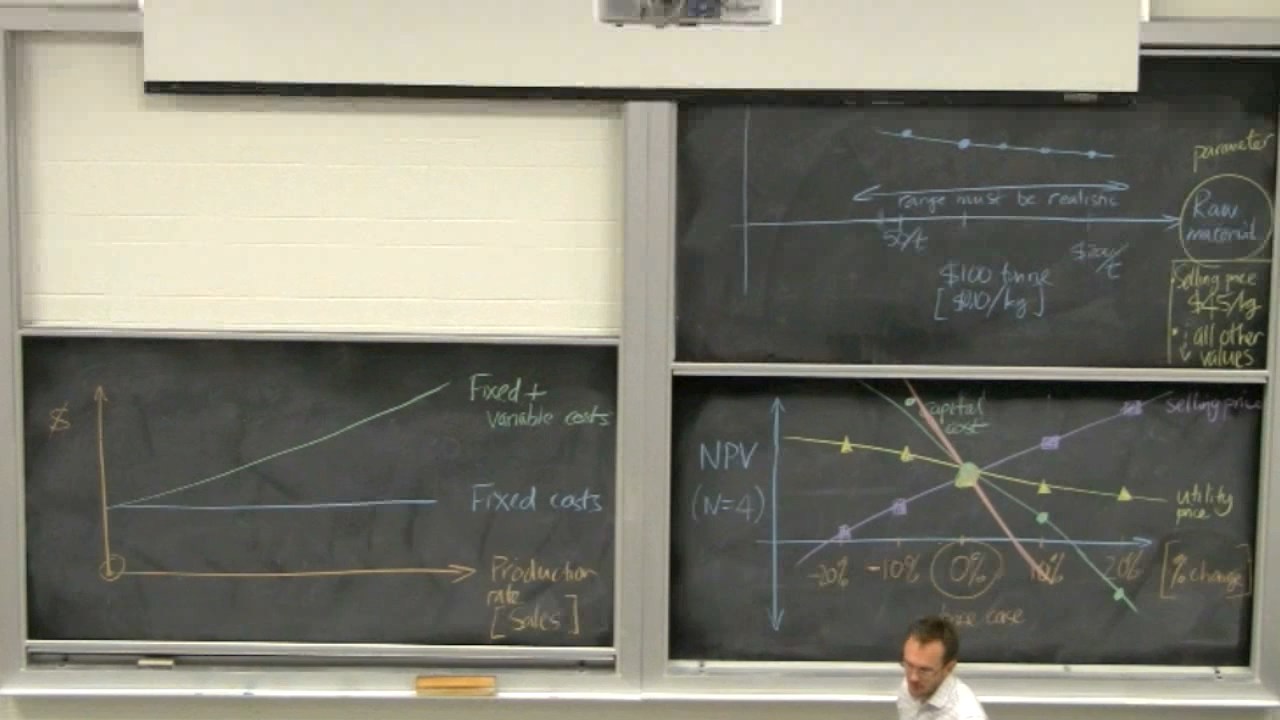 $
Fixed +
variable costs
Fixed costs
Production
rate
[Sales]
parameter
range must be realistic
Raw
material
50/t
$200/t
$100 tonne
[$0.10/kg]
Selling price
$45/kg
all other
values
NPV
(N=4)
capital
cost
selling price
utility
price
-20% -10% 0% 10% 20% [% change]
base case